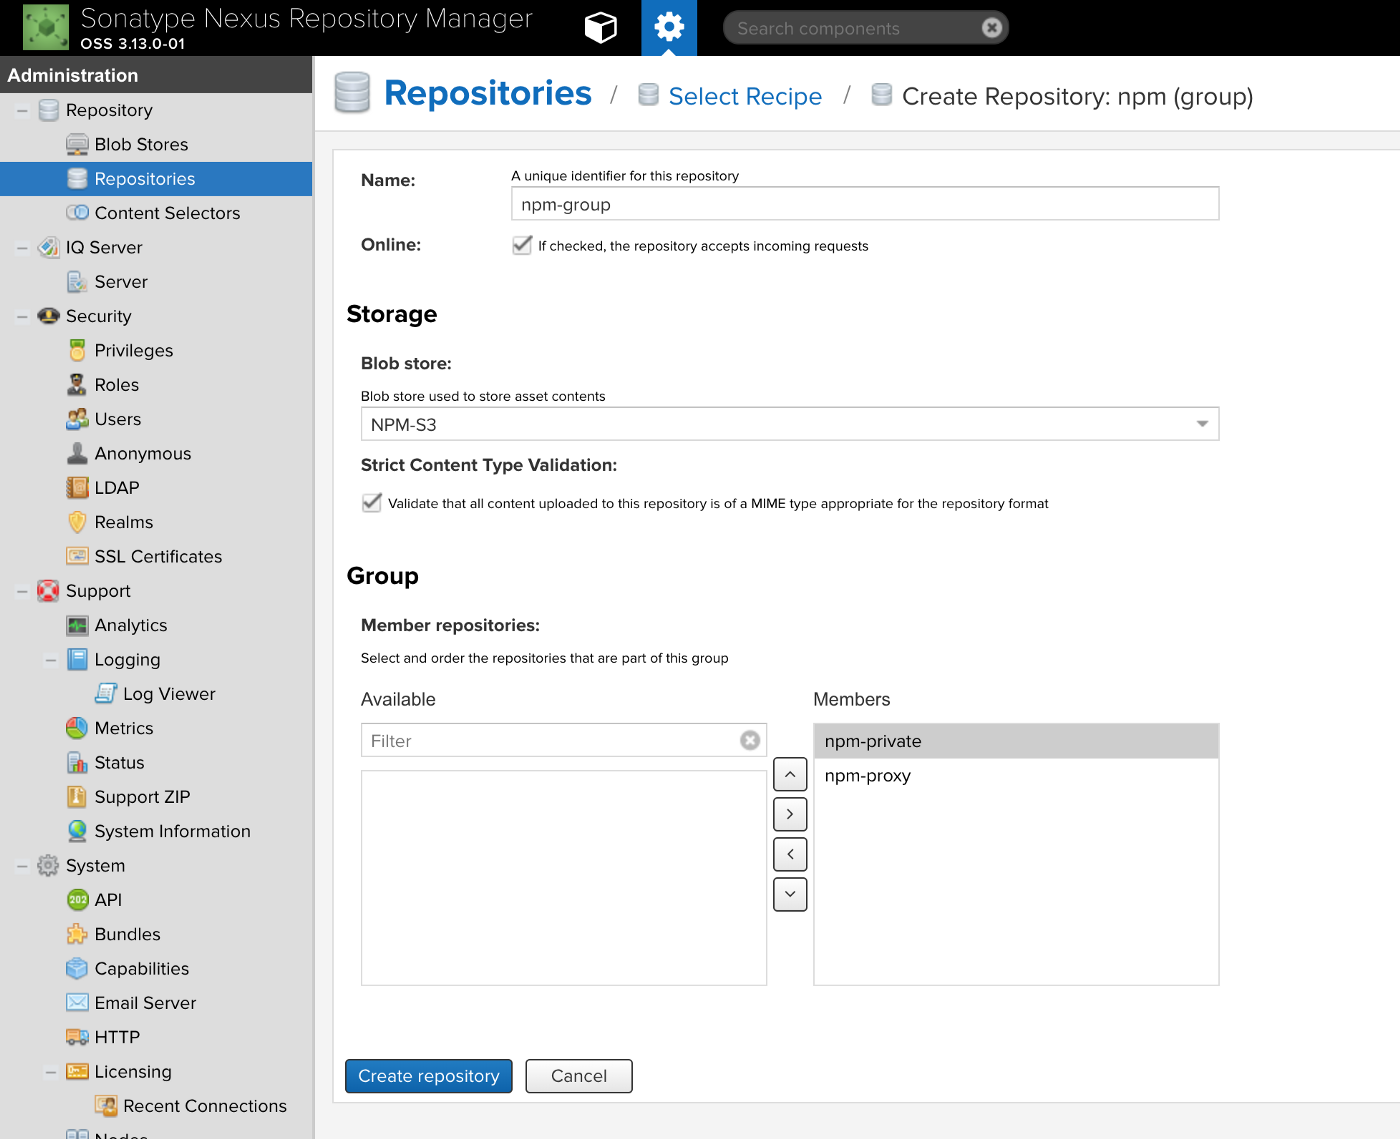 Sonatype Nexus Repository Manager
OSS 3.13.0-01
Search components
Administration
Repository
Blob Stores
Repositories
Content Selectors
IQ Server
Server
Security
Privileges
Roles
Users
Anonymous
LDAP
Realms
SSL Certificates
Support
Analytics
Logging
Log Viewer
Metrics
Status
Support ZIP
System Information
System
202 API
Bundles
Capabilities
Email Server
HTTP
Licensing
Recent Connections
Nodes
Repositories / Select Recipe / Create Repository: npm (group)
Name: A unique identifier for this repository
npm-group
Online: If checked, the repository accepts incoming requests
Storage
Blob store:
Blob store used to store asset contents
NPM-S3
Strict Content Type Validation:
Validate that all content uploaded to this repository is of a MIME type appropriate for the repository format
Group
Member repositories:
Select and order the repositories that are part of this group
Available
Filter
Members
npm-private
npm-proxy
Create repository
Cancel